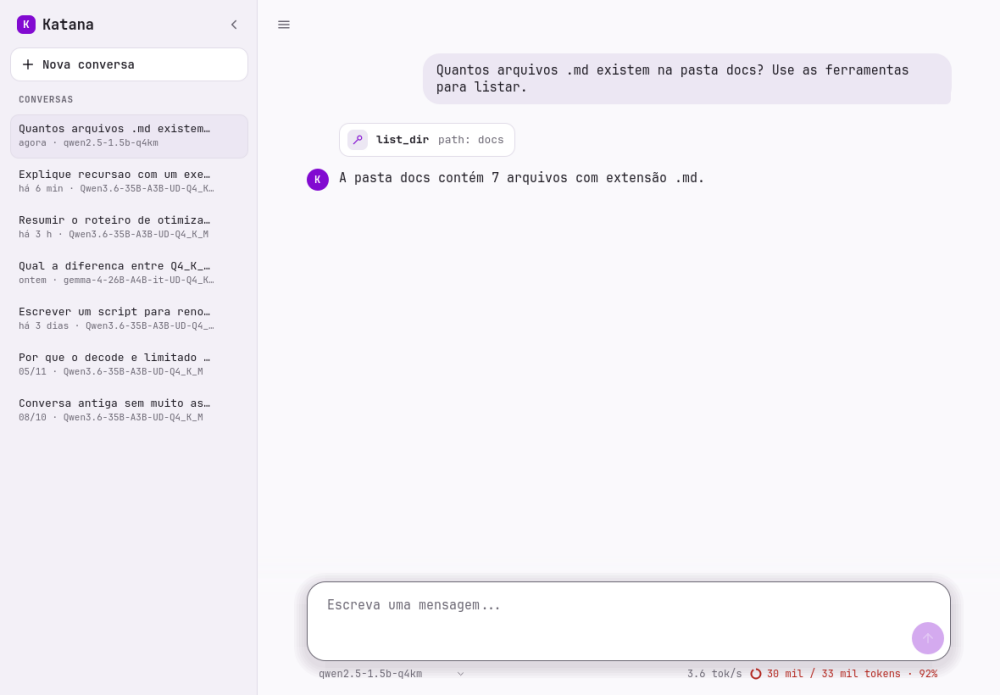 K Katana
Nova conversa
CONVERSAS
Quantos arquivos .md existem…
agora · qwen2.5-1.5b-q4km
Explique recursao com um exe…
há 6 min · Qwen3.6-35B-A3B-UD-Q4_K…
Resumir o roteiro de otimiza…
há 3 h · Qwen3.6-35B-A3B-UD-Q4_K_M
Qual a diferenca entre Q4_K_…
ontem · gemma-4-26B-A4B-it-UD-Q4_K…
Escrever um script para reno…
há 3 dias · Qwen3.6-35B-A3B-UD-Q4_…
Por que o decode e limitado …
05/11 · Qwen3.6-35B-A3B-UD-Q4_K_M
Conversa antiga sem muito as…
08/10 · Qwen3.6-35B-A3B-UD-Q4_K_M
Quantos arquivos .md existem na pasta docs? Use as ferramentas
para listar.
list_dir path: docs
K A pasta docs contém 7 arquivos com extensão .md.
Escreva uma mensagem...
qwen2.5-1.5b-q4km
3.6 tok/s 30 mil / 33 mil tokens · 92%